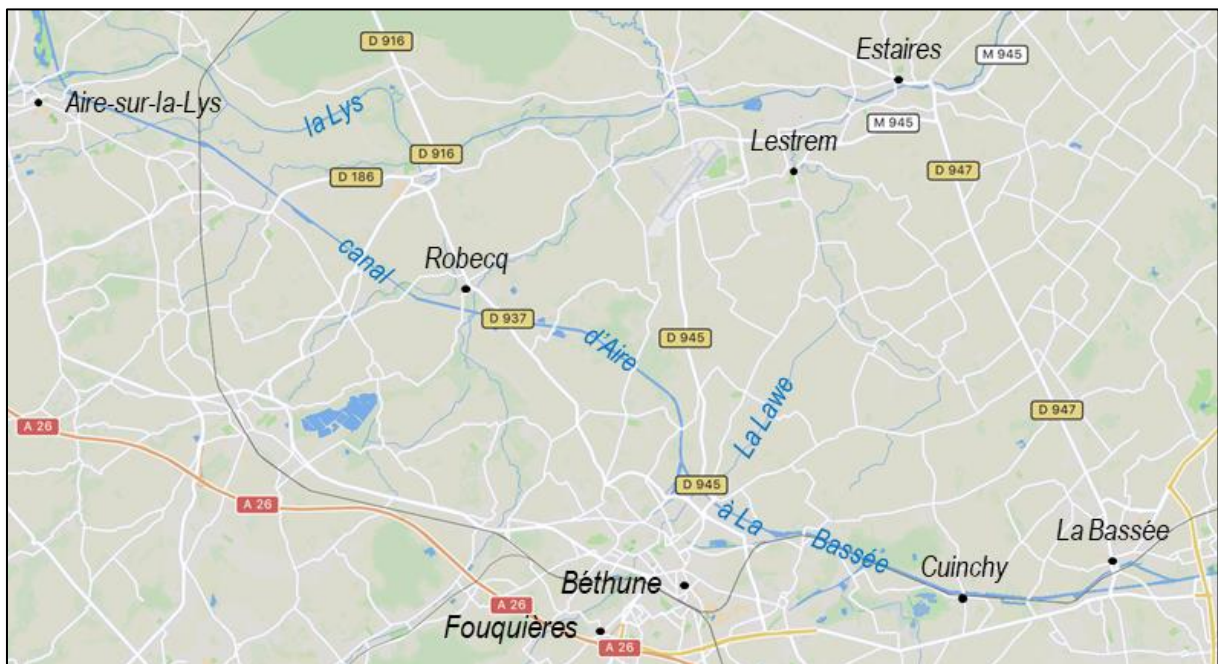 D 916
Estaires
M 945
Aire-sur-la-Lys
la Lys
M 945
Lestrem
D 916
D 186
D 947
canal
Robecq
D 937
d'Aire
D 945
La Lawe
D 947
A 26
D 945
A 26
à La
Bassée
La Bassée
Cuinchy
Béthune
A 26
Fouquières
A 26